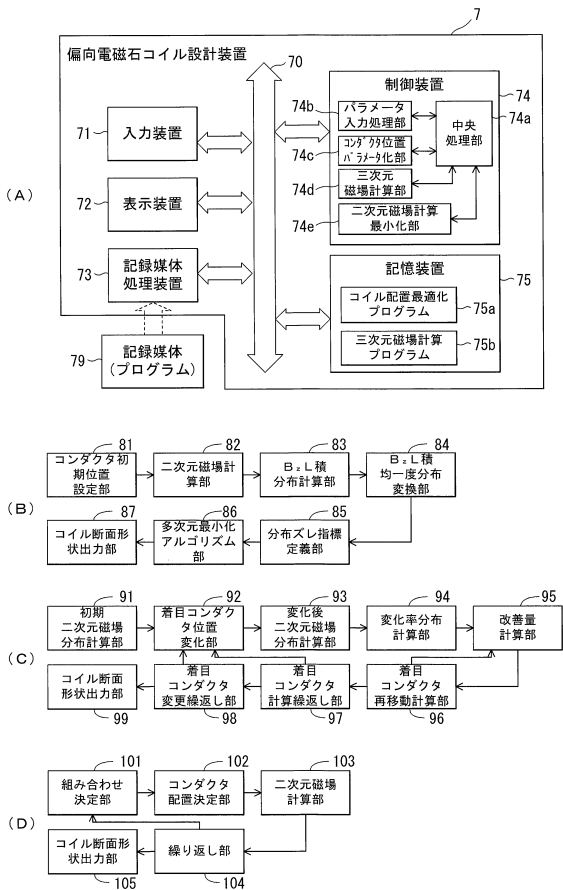 7
偏向電磁石コイル設計装置
70
74
制御装置
74b
パラメータ
入力処理部
74a
中央
処理部
71
入力装置
74c
コンダクタ位置
パラメータ化部
(A)
74d
三次元
磁場計算部
72
表示装置
74e
二次元磁場計算
最小化部
73
記録媒体
処理装置
記憶装置
75
コイル配置最適化
プログラム
75a
79
記録媒体
(プログラム)
三次元磁場計算
プログラム
75b
81
82
83
84
コンダクタ初
期位置
設定部
二次元磁場計
算部
BzL積
分布計算部
BzL積
均一度分布
変換部
(B)
87
86
85
コイル断面形
状出力部
多次元最小化
アルゴリズム
部
分布ズレ指標
定義部
91
92
93
94
95
初期
二次元磁場
分布計算部
着目コンダク
タ位置
変化部
変化後
二次元磁場
分布計算部
変化率分布
計算部
改善量
計算部
(C)
コイル断面
形状出力部
着目
コンダクタ
変更繰返し部
着目
コンダクタ
計算繰返し部
着目
コンダクタ
再移動計算部
99
98
97
96
101
102
103
組み合わせ
決定部
コンダクタ
配置決定部
二次元磁場
計算部
(D)
コイル断面形
状出力部
繰り返し部
105
104